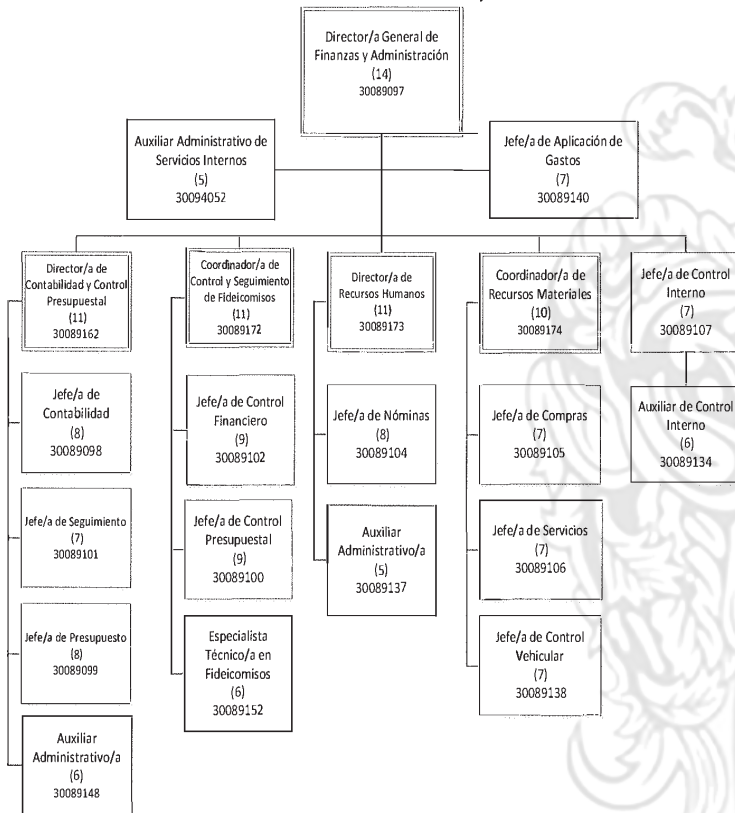 Director/a General de
Finanzas y Administración
(14)
30089097
Auxiliar Administrativo de
Servicios Internos
(5)
30094052
Jefe/a de Aplicación de
Gastos
(7)
30089140
Director/a de
Contabilidad y Control
Presupuestal
(11)
30089162
Coordinador/a de
Control y Seguimiento
de Fideicomisos
(11)
30089172
Director/a de
Recursos Humanos
(11)
30089173
Coordinador/a de
Recursos Materiales
(10)
30089174
Jefe/a de Control
Interno
(7)
30089107
Jefe/a de
Contabilidad
(8)
30089098
Jefe/a de Control
Financiero
(9)
30089102
Jefe/a de Nóminas
(8)
30089104
Jefe/a de Compras
(7)
30089105
Auxiliar de Control
Interno
(6)
30089134
Jefe/a de Seguimiento
(7)
30089101
Jefe/a de Control
Presupuestal
(9)
30089100
Auxiliar
Administrativo/a
(5)
30089137
Jefe/a de Servicios
(7)
30089106
Jefe/a de Presupuesto
(8)
30089099
Especialista
Técnico/a en
Fideicomisos
(6)
30089152
Jefe/a de Control
Vehicular
(7)
30089138
Auxiliar
Administrativo/a
(6)
30089148